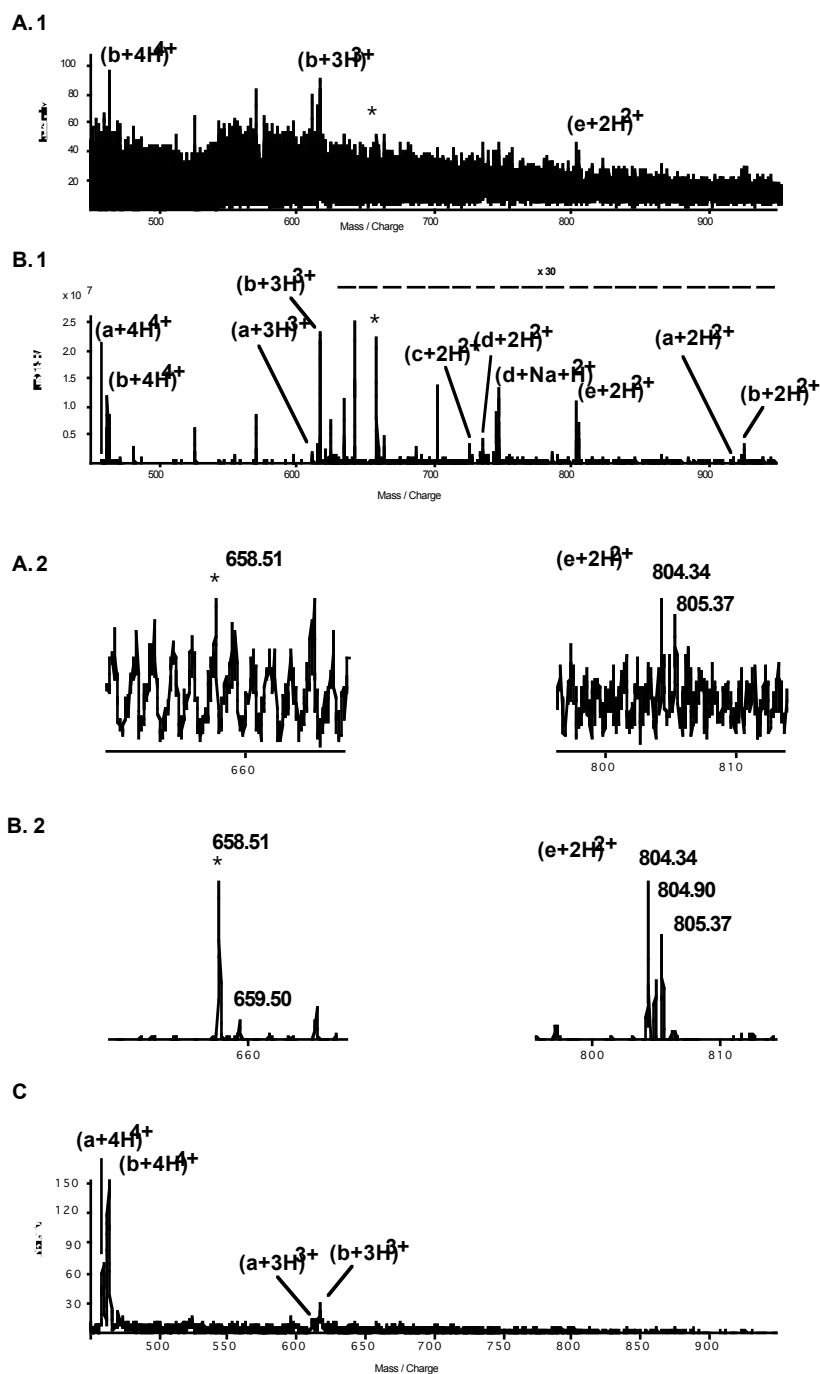 A.1
(b+4H)4+
(b+3H)3+
*
(e+2H)2+
100
80
60
40
20
500 600 700 800 900
Mass / Charge
B.1
x 30
(b+3H)3+
x 10 7
(a+4H)4+
(a+3H)3+
*
(c+2H)2+
(d+2H)2+
(a+2H)2+
(b+4H)4+
(d+Na+H)2+
(e+2H)2+
(b+2H)2+
2.5
2.0
1.5
1.0
0.5
500 600 700 800 900
Mass / Charge
A.2
658.51
*
(e+2H)2+
804.34
805.37
660
800 810
B. 2
658.51
*
659.50
(e+2H)2+
804.34
804.90
805.37
660
800 810
C
(a+4H)4+
(b+4H)4+
150
120
90
60
30
(a+3H)3+
(b+3H)3+
500 550 600 650 700 750 800 850 900
Mass / Charge